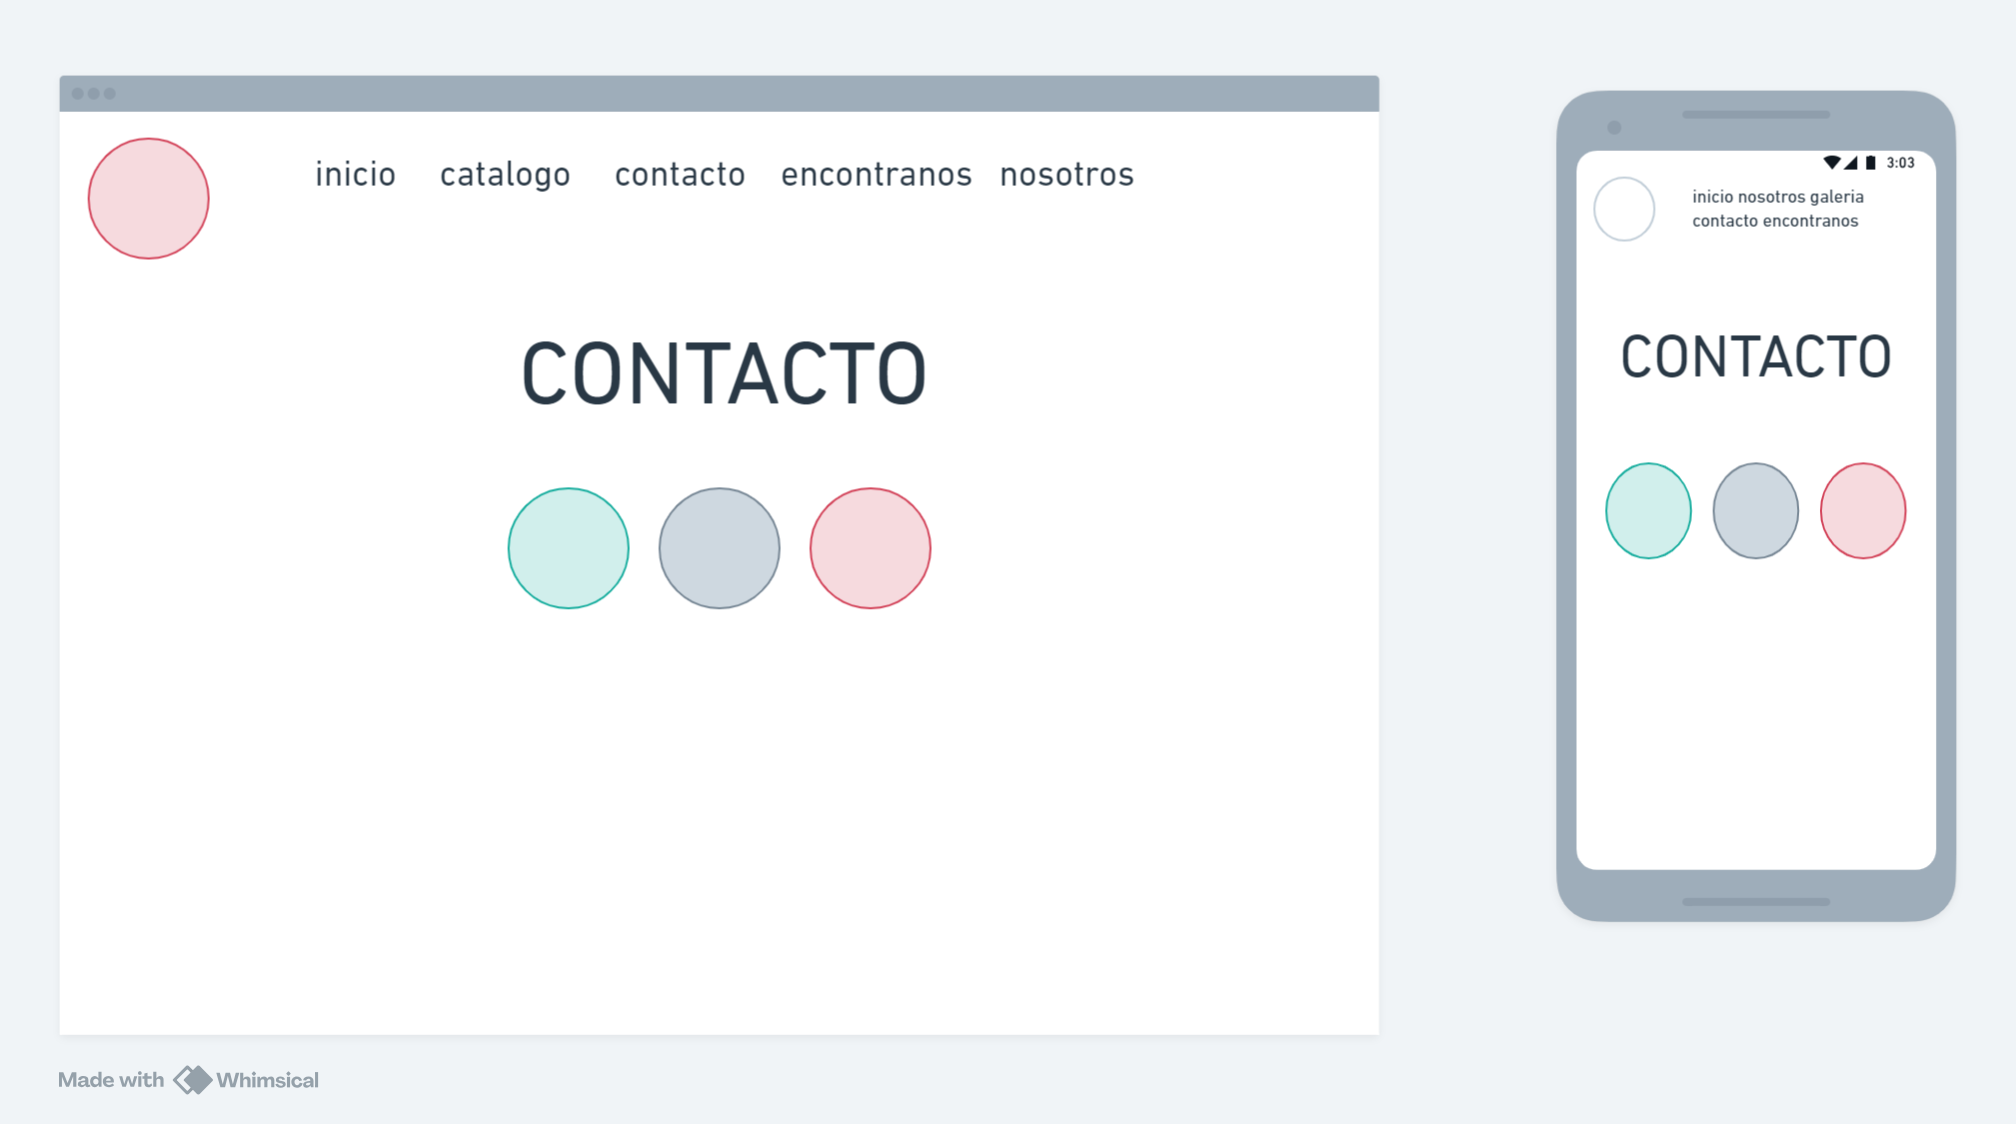 inicio catalogo contacto encontranos nosotros
CONTACTO
3:03
inicio nosotros galeria
contacto encontranos
CONTACTO
Made with Whimsical